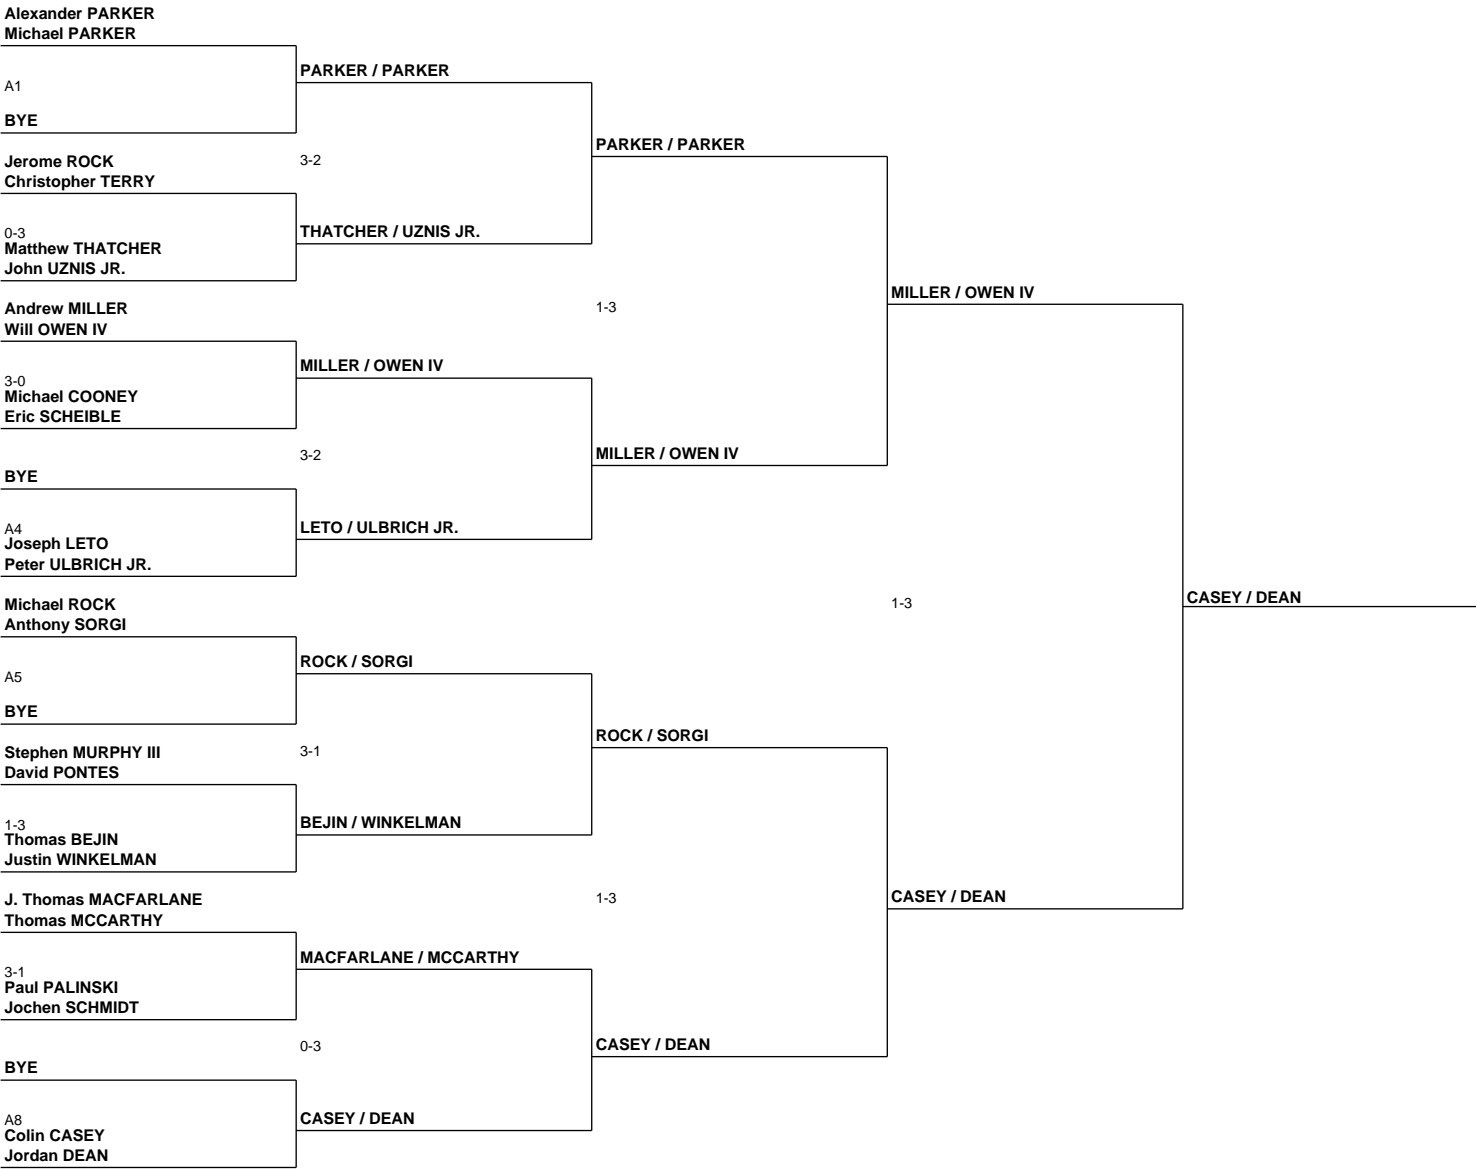 Alexander PARKER
Michael PARKER
A1
BYE
Jerome ROCK
Christopher TERRY
0-3
Matthew THATCHER
John UZNIS JR.
Andrew MILLER
Will OWEN IV
3-0
Michael COONEY
Eric SCHEIBLE
BYE
A4
Joseph LETO
Peter ULBRICH JR.
Michael ROCK
Anthony SORGI
A5
BYE
Stephen MURPHY III
David PONTES
1-3
Thomas BEJIN
Justin WINKELMAN
J. Thomas MACFARLANE
Thomas MCCARTHY
3-1
Paul PALINSKI
Jochen SCHMIDT
BYE
A8
Colin CASEY
Jordan DEAN
PARKER / PARKER
3-2
THATCHER / UZNIS JR.
MILLER / OWEN IV
3-2
LETO / ULBRICH JR.
ROCK / SORGI
3-1
BEJIN / WINKELMAN
MACFARLANE / MCCARTHY
0-3
CASEY / DEAN
PARKER / PARKER
1-3
MILLER / OWEN IV
ROCK / SORGI
1-3
CASEY / DEAN
MILLER / OWEN IV
1-3
CASEY / DEAN
CASEY / DEAN